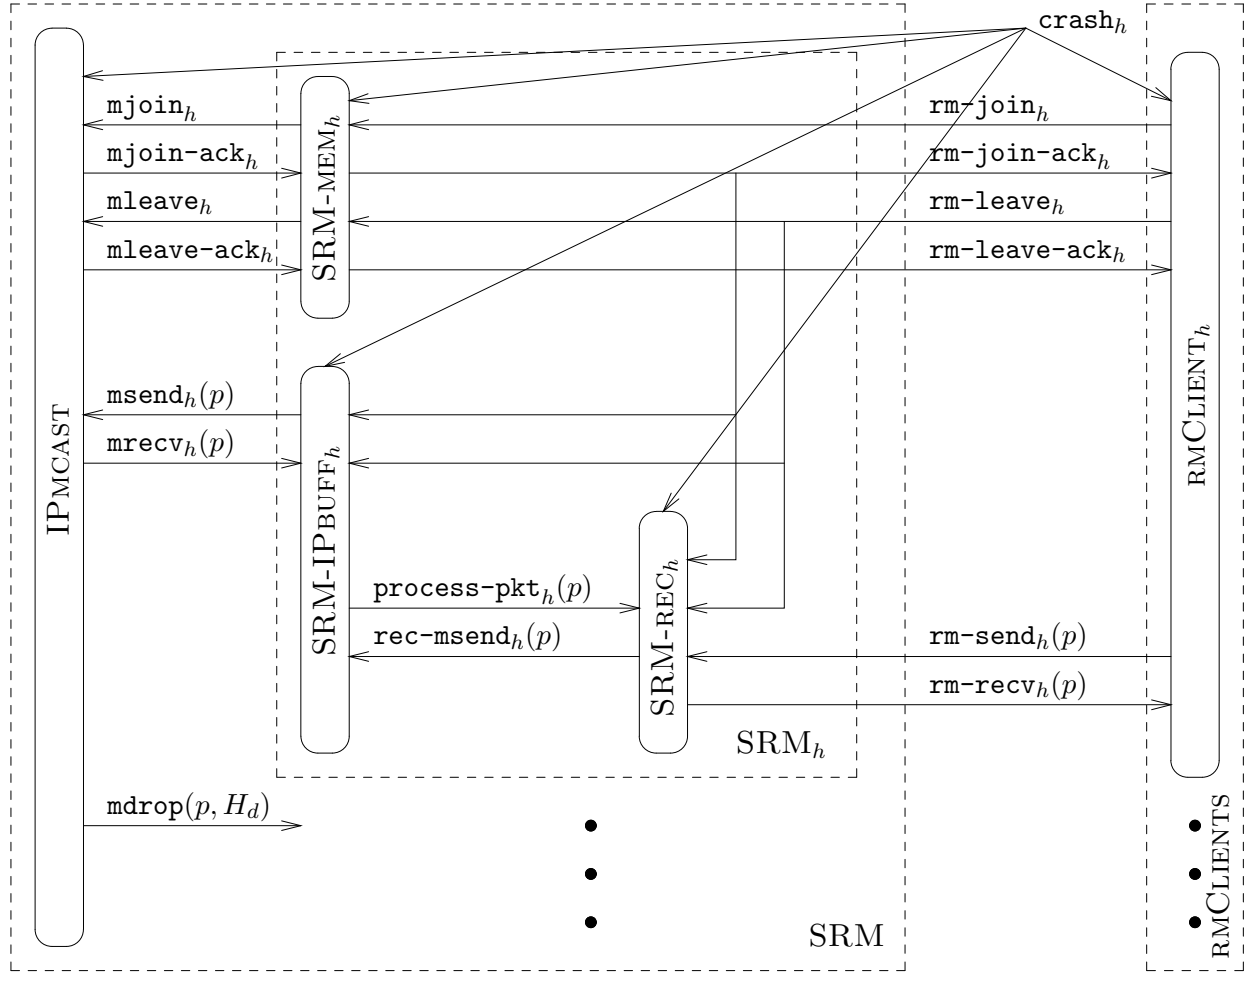 crash_h
mjoin_h
rm-join_h
mjoin-ack_h
rm-join-ack_h
mleave_h
rm-leave_h
mleave-ack_h
rm-leave-ack_h
SRM-MEM_h
IPMCAST
RMCLIENT_h
msend_h(p)
mrecv_h(p)
SRM-IPBUFF_h
SRM-REC_h
process-pkt_h(p)
rec-msend_h(p)
rm-send_h(p)
rm-recv_h(p)
SRM_h
mdrop(p, H_d)
RMCLIENTS
SRM